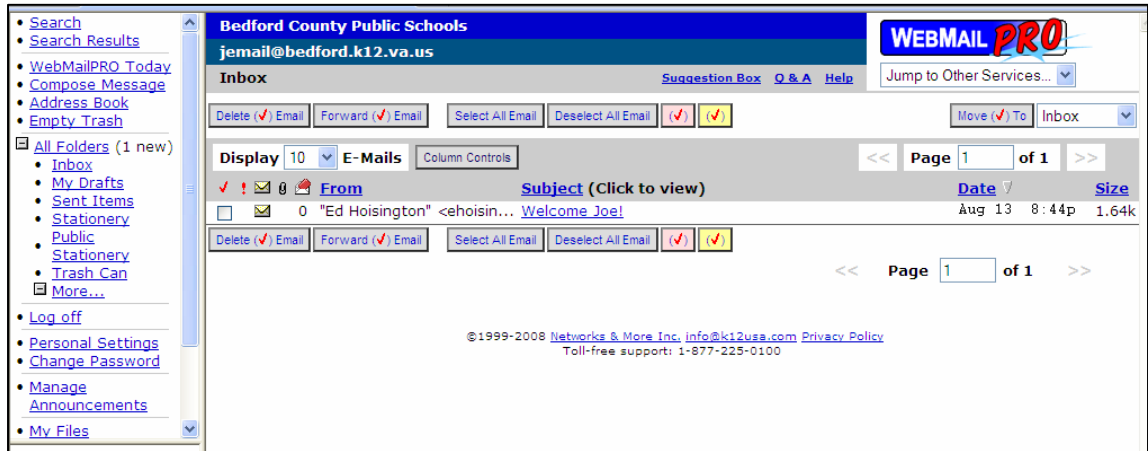 Search
Search Results
WebMailPRO Today
Compose Message
Address Book
Empty Trash
All Folders (1 new)
Inbox
My Drafts
Sent Items
Stationery
Public
Stationery
Trash Can
More...
Log off
Personal Settings
Change Password
Manage
Announcements
My Files
Bedford County Public Schools
jemail@bedford.k12.va.us
Inbox Suggestion Box Q & A Help
WEBMAIL PRO
Jump to Other Services...
Delete (✓) Email Forward (✓) Email Select All Email Deselect All Email (✓) (✓) Move (✓) To Inbox
Display 10 E-Mails Column Controls << Page 1 of 1 >>
✓ ! From Subject (Click to view) Date Size
0 "Ed Hoisington" <ehoisin... Welcome Joe! Aug 13 8:44p 1.64k
Delete (✓) Email Forward (✓) Email Select All Email Deselect All Email (✓) (✓)
<< Page 1 of 1 >>
©1999-2008 Networks & More Inc. info@k12usa.com Privacy Policy
Toll-free support: 1-877-225-0100